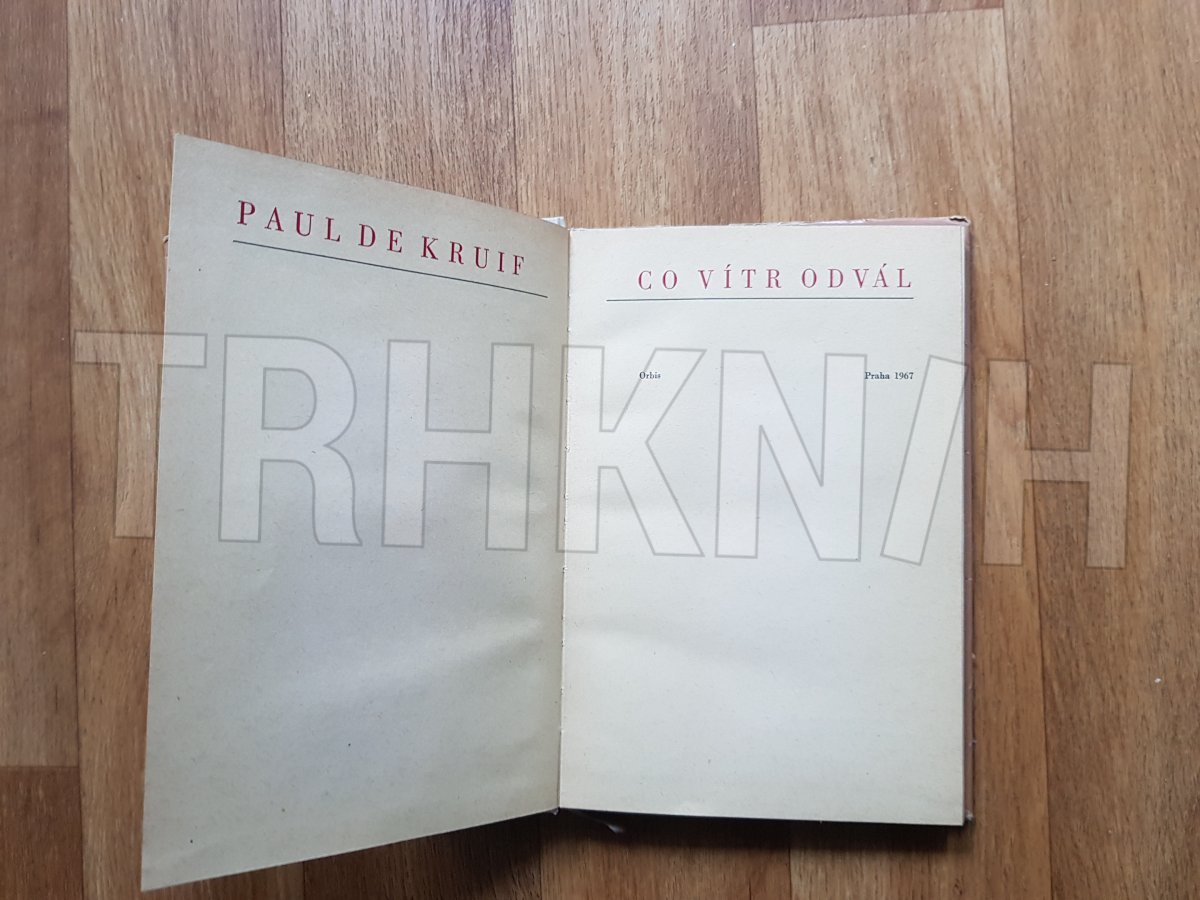 PAUL DE KRUIF
CO VÍTR ODVÁL
Orbis
Praha 1967
TRHKNIH